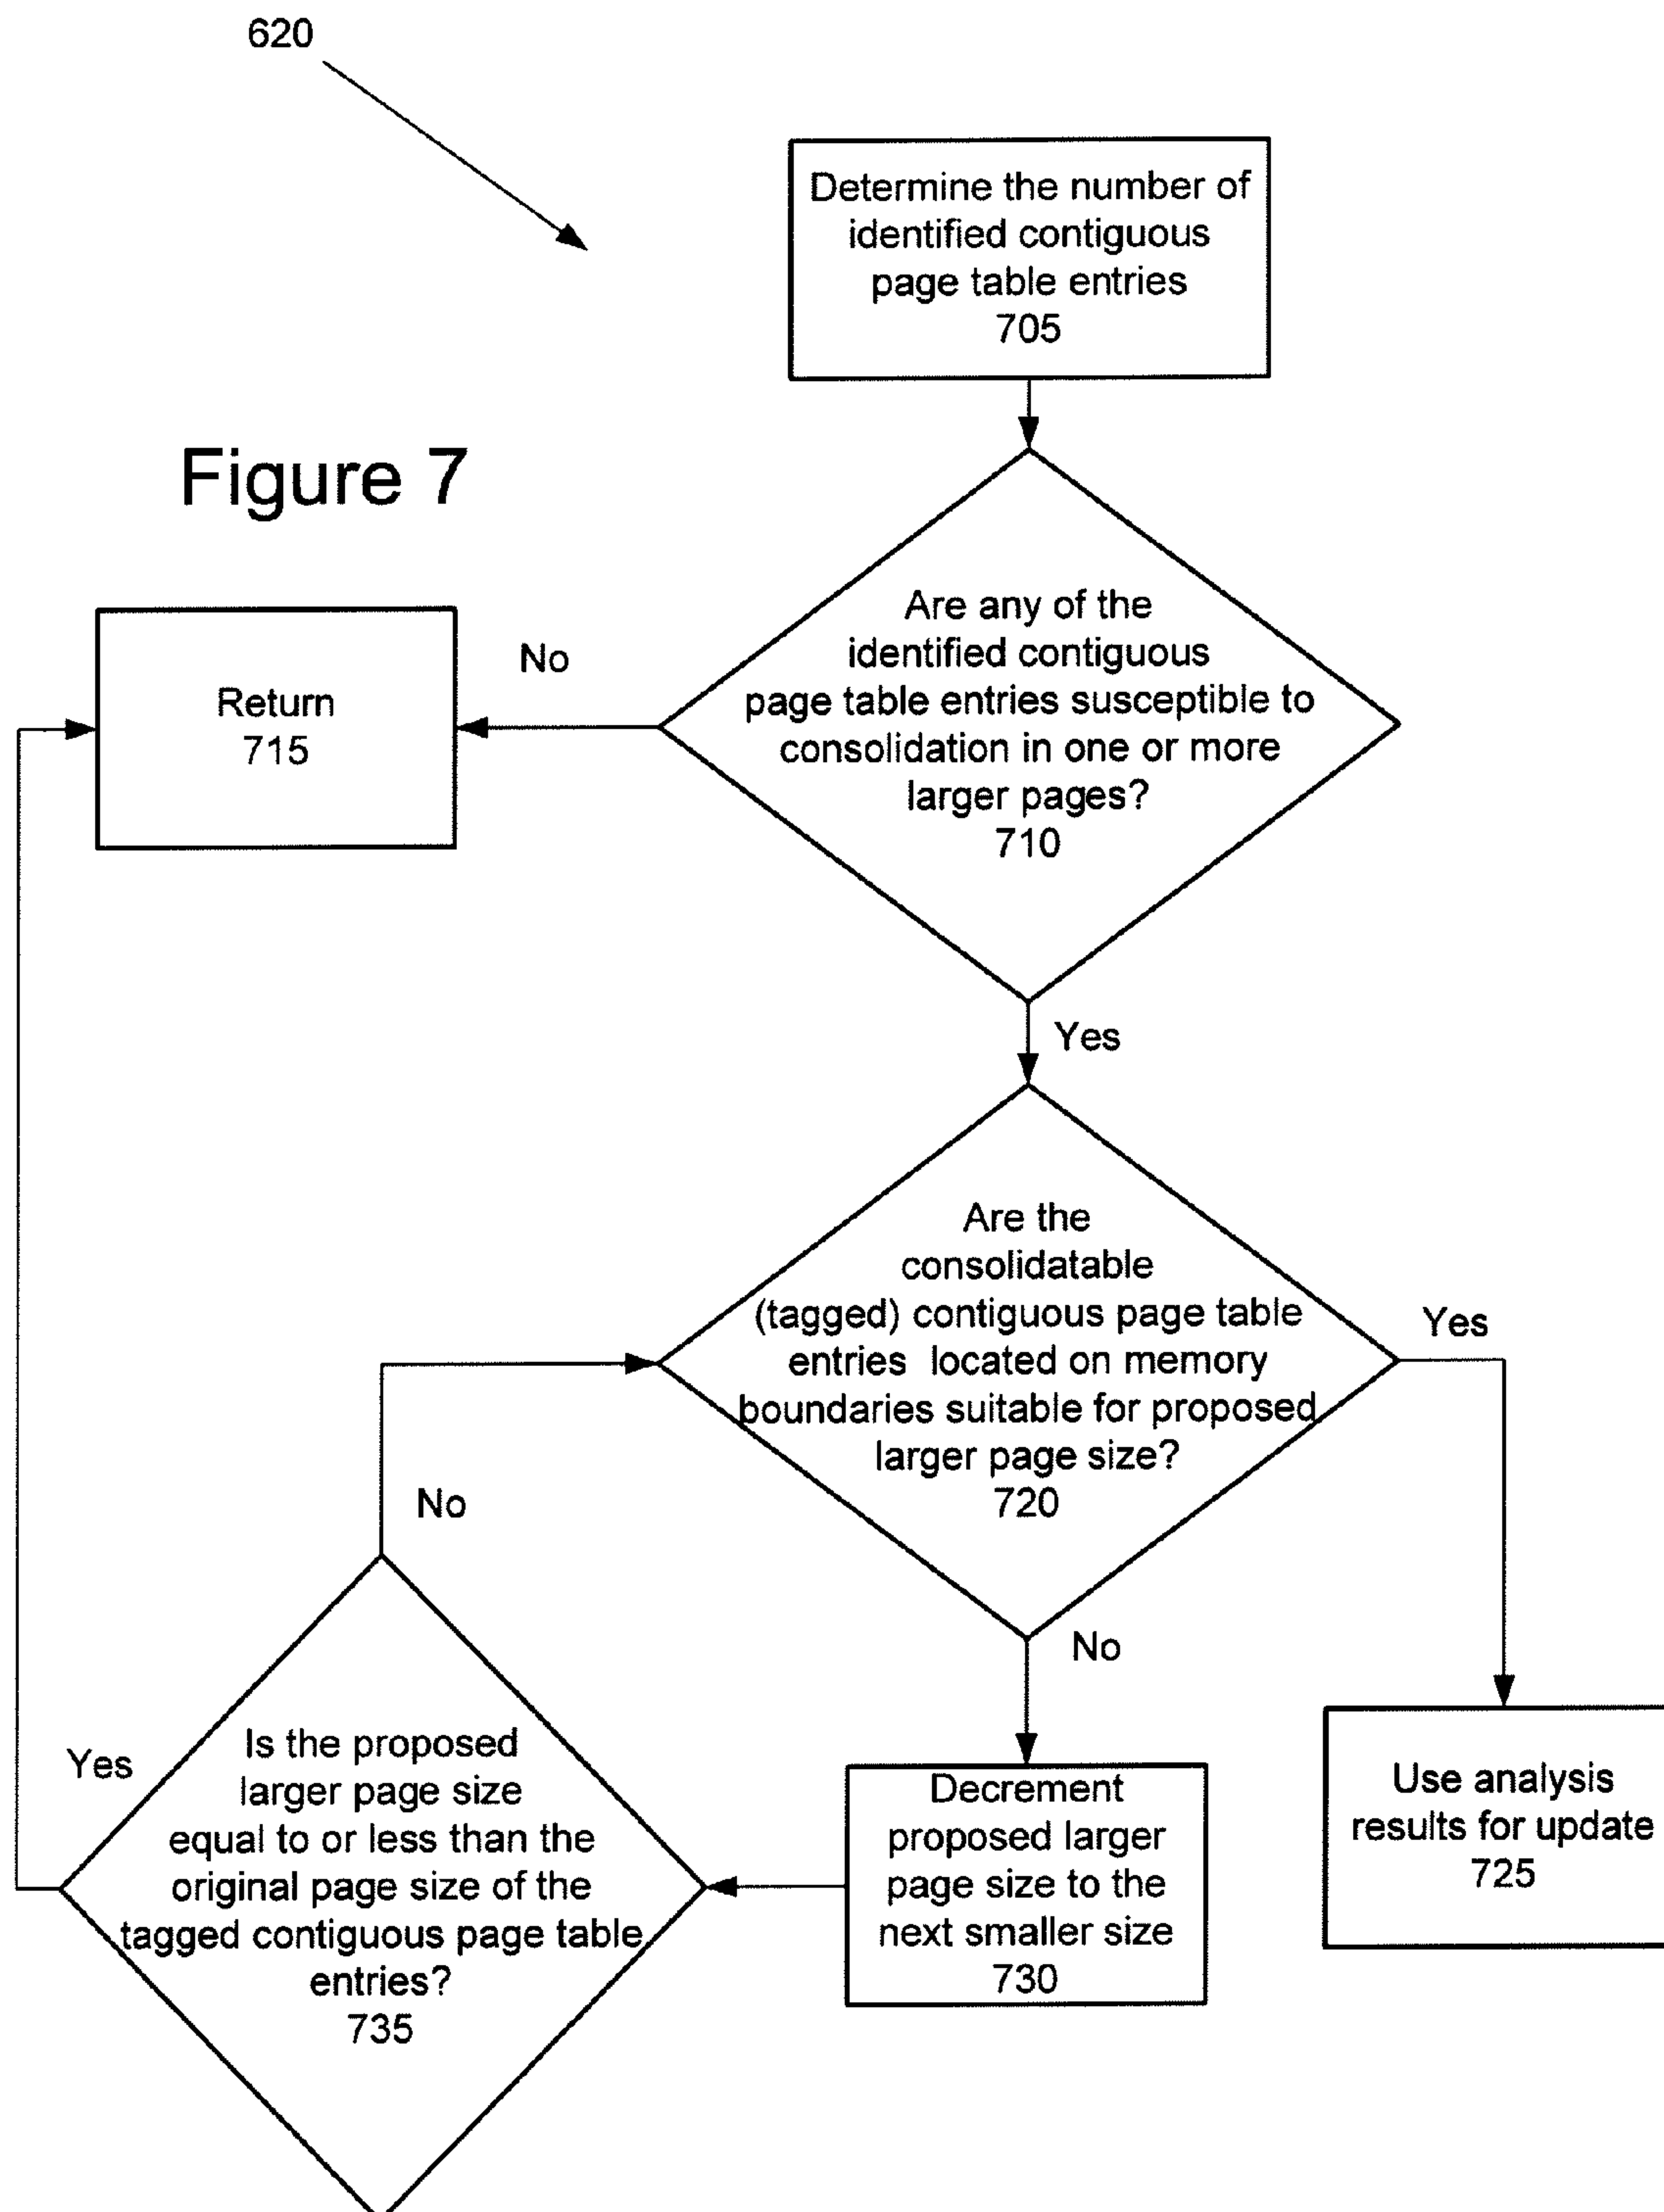 620
Determine the number of
identified contiguous
page table entries
705
Figure 7
Are any of the
identified contiguous
page table entries susceptible to
consolidation in one or more
larger pages?
710
No
Return
715
Yes
Are the
consolidatable
(tagged) contiguous page table
entries located on memory
boundaries suitable for proposed
larger page size?
720
Yes
No
No
Yes
Is the proposed
larger page size
equal to or less than the
original page size of the
tagged contiguous page table
entries?
735
Decrement
proposed larger
page size to the
next smaller size
730
Use analysis
results for update
725